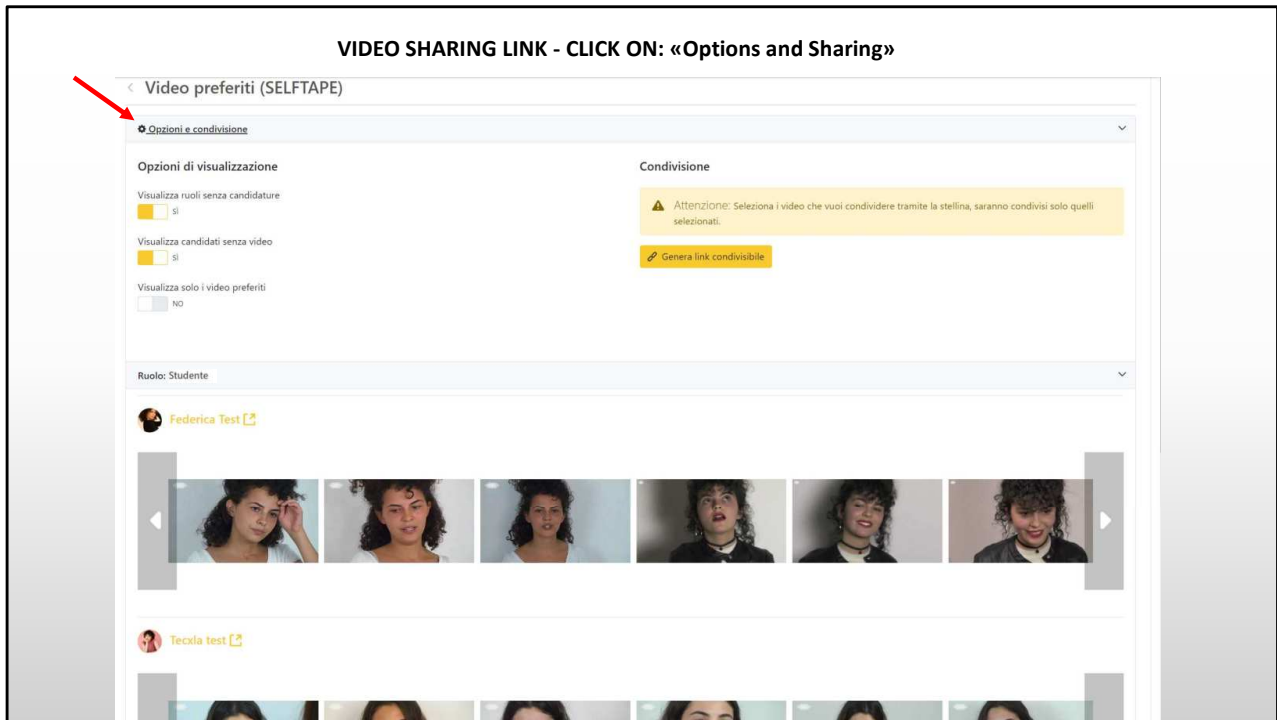 VIDEO SHARING LINK - CLICK ON: «Options and Sharing»
Video preferiti (SELFTAPE)
Opzioni e condivisione
Opzioni di visualizzazione
Visualizza ruoli senza candidature
SÌ
Visualizza candidati senza video
SÌ
Visualizza solo i video preferiti
NO
Condivisione
Attenzione: Seleziona i video che vuoi condividere tramite la stellina, saranno condivisi solo quelli
selezionati.
Genera link condivisibile
Ruolo: Studente
Federica Test
Tecxla test